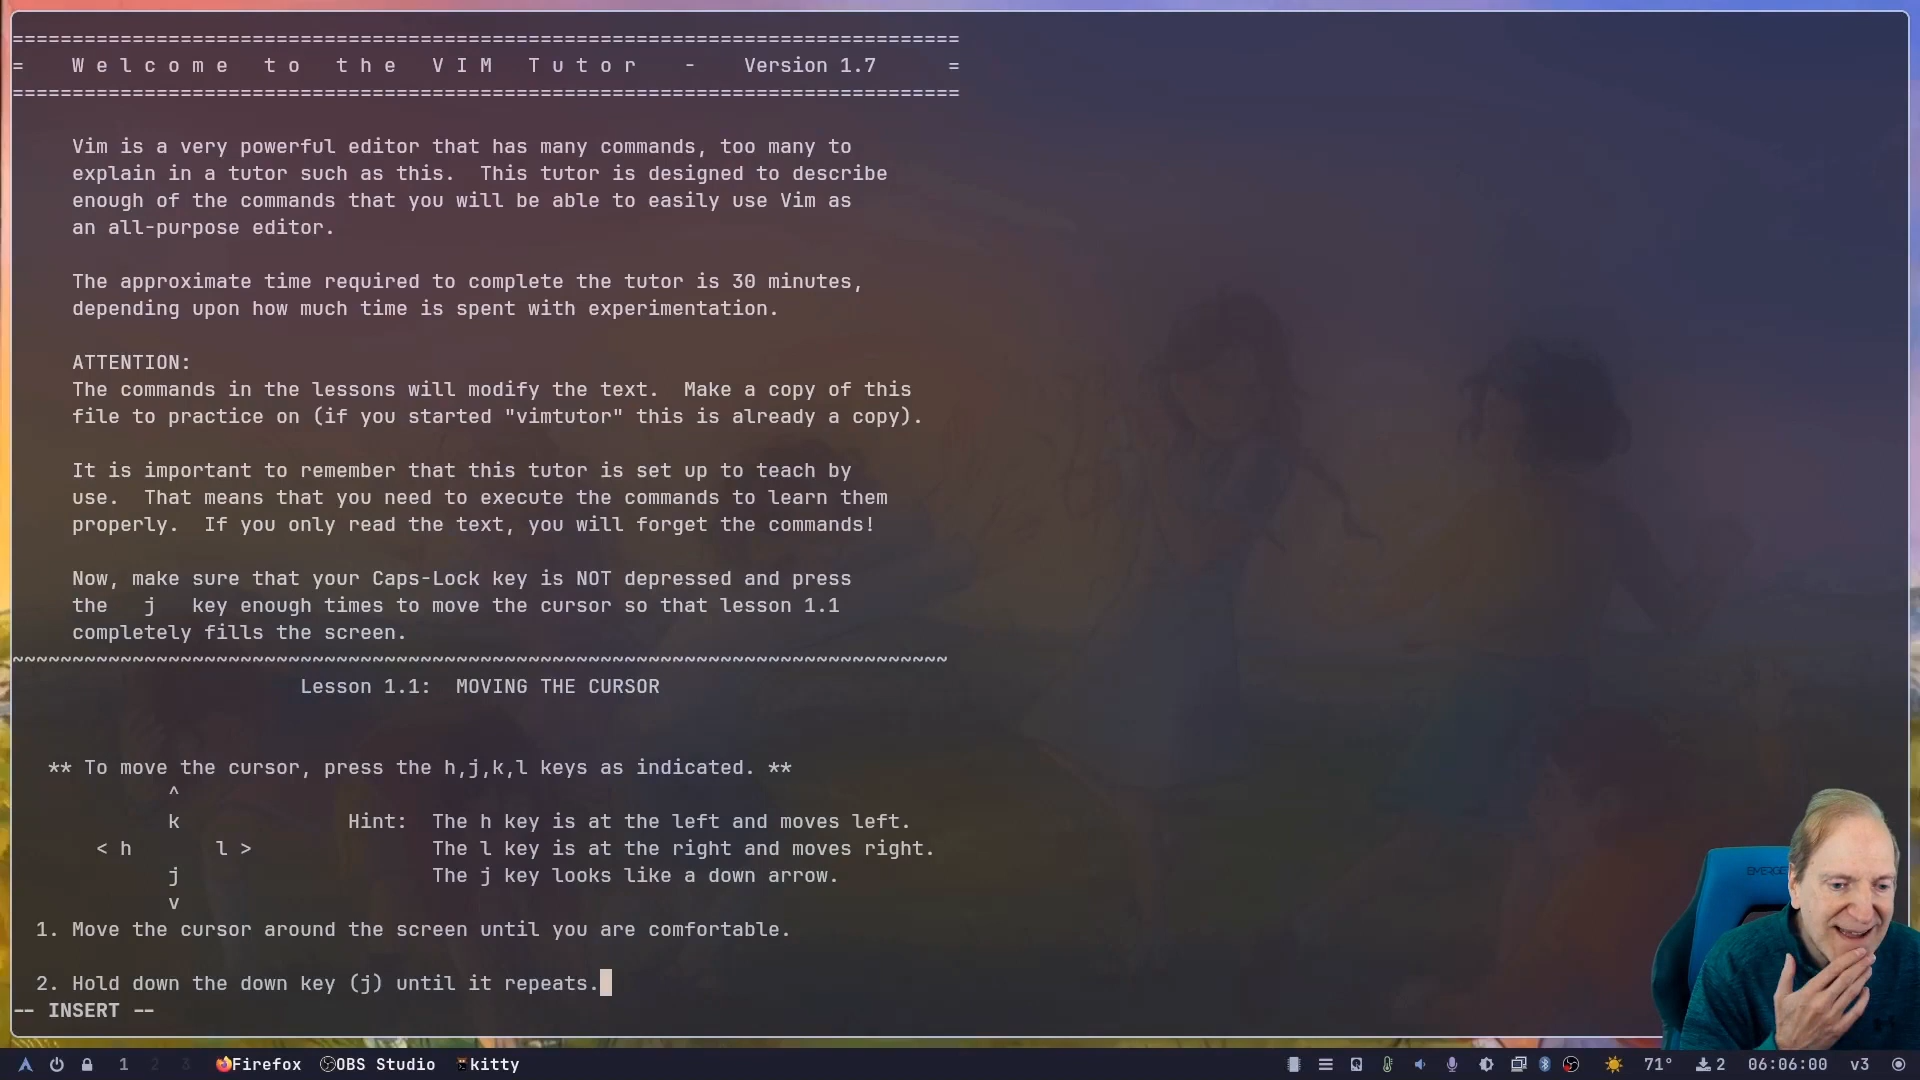 ===============================================================================
=    W e l c o m e   t o   t h e   V I M   T u t o r    -    Version 1.7      =
===============================================================================
Vim is a very powerful editor that has many commands, too many to
explain in a tutor such as this.  This tutor is designed to describe
enough of the commands that you will be able to easily use Vim as
an all-purpose editor.
The approximate time required to complete the tutor is 30 minutes,
depending upon how much time is spent with experimentation.
ATTENTION:
The commands in the lessons will modify the text.  Make a copy of this
file to practice on (if you started "vimtutor" this is already a copy).
It is important to remember that this tutor is set up to teach by
use.  That means that you need to execute the commands to learn them
properly.  If you only read the text, you will forget the commands!
Now, make sure that your Caps-Lock key is NOT depressed and press
the   j   key enough times to move the cursor so that lesson 1.1
completely fills the screen.
~~~~~~~~~~~~~~~~~~~~~~~~~~~~~~~~~~~~~~~~~~~~~~~~~~~~~~~~~~~~~~~~~~~~~~~~~~~~~~
Lesson 1.1:  MOVING THE CURSOR
** To move the cursor, press the h,j,k,l keys as indicated. **
^
k             Hint:  The h key is at the left and moves left.
< h       l >               The l key is at the right and moves right.
j                     The j key looks like a down arrow.
v
1. Move the cursor around the screen until you are comfortable.
2. Hold down the down key (j) until it repeats.
-- INSERT --
1 2 3 Firefox OBS Studio kitty 71° 2 06:06:00 v3